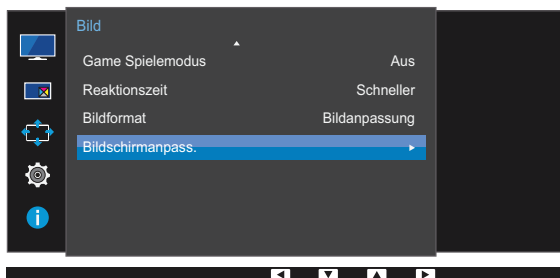 Bild
Game Spielemodus Aus
Reaktionszeit Schneller
Bildformat Bildanpassung
Bildschirmanpass.